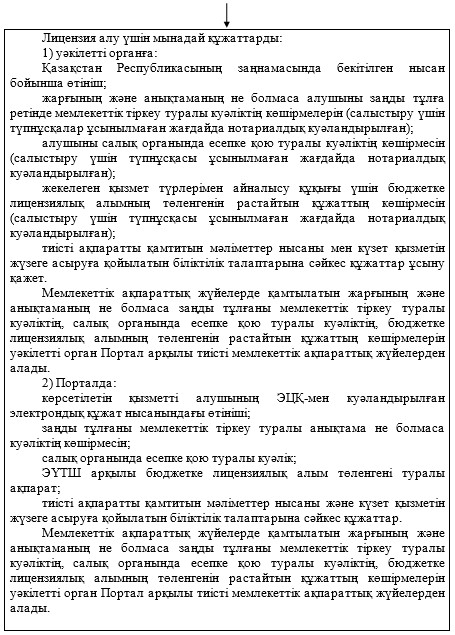 Лицензия алу үшін мынадай құжаттарды:
1) уәкілетті органға:
Қазақстан Республикасының заңнамасында бекітілген нысан
бойынша өтініш;
жарғының және анықтаманың не болмаса алушыны заңды тұлға
ретінде мемлекеттік тіркеу туралы куәліктің көшірмелерін (салыстыру үшін
түпнұсқалар ұсынылмаған жағдайда нотариалдық куәландырылған);
алушыны салық органында есепке қою туралы куәліктің көшірмесін
(салыстыру үшін түпнұсқасы ұсынылмаған жағдайда нотариалдық
куәландырылған);
жекелеген қызмет түрлерімен айналысу құқығы үшін бюджетке
лицензиялық алымның төленгенін растайтын құжаттың көшірмесін
(салыстыру үшін түпнұсқасы ұсынылмаған жағдайда нотариалдық
куәландырылған);
тиісті ақпаратты қамтитын мәліметтер нысаны мен күзет қызметін
жүзеге асыруға қойылатын біліктілік талаптарына сәйкес құжаттар ұсыну
қажет.
Мемлекеттік ақпараттық жүйелерде қамтылатын жарғының және
анықтаманың не болмаса заңды тұлғаны мемлекеттік тіркеу туралы
куәліктің, салық органында есепке қою туралы куәліктің, бюджетке
лицензиялық алымның төленгенін растайтын құжаттың көшірмелерін
уәкілетті орган Портал арқылы тиісті мемлекеттік ақпараттық жүйелерден
алады.
2) Порталда:
көрсетілетін қызметті алушының ЭЦҚ-мен куәландырылған
электрондық құжат нысанындағы өтініші;
заңды тұлғаны мемлекеттік тіркеу туралы анықтама не болмаса
куәліктің көшірмесін;
салық органында есепке қою туралы куәлік;
ЭҮТШ арқылы бюджетке лицензиялық алым төленгені туралы
ақпарат;
тиісті ақпаратты қамтитын мәліметтер нысаны және күзет қызметін
жүзеге асыруға қойылатын біліктілік талаптарына сәйкес құжаттар.
Мемлекеттік ақпараттық жүйелерде қамтылатын жарғының және
анықтаманың не болмаса заңды тұлғаны мемлекеттік тіркеу туралы
куәліктің, салық органында есепке қою туралы куәліктің, бюджетке
лицензиялық алымның төленгенін растайтын құжаттың көшірмелерін
уәкілетті орган Портал арқылы тиісті мемлекеттік ақпараттық жүйелерден
алады.